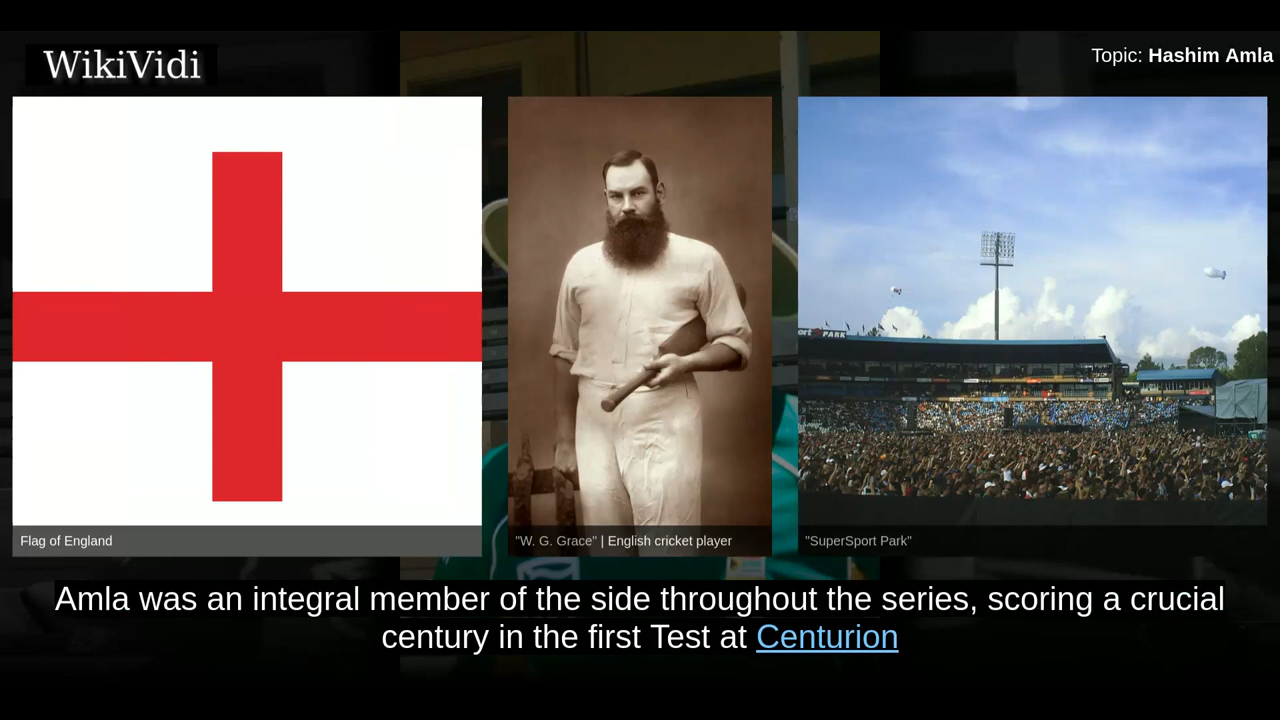 WikiVidi
Topic: Hashim Amla
Flag of England
"W. G. Grace" | English cricket player
"SuperSport Park"
Amla was an integral member of the side throughout the series, scoring a crucial
century in the first Test at Centurion